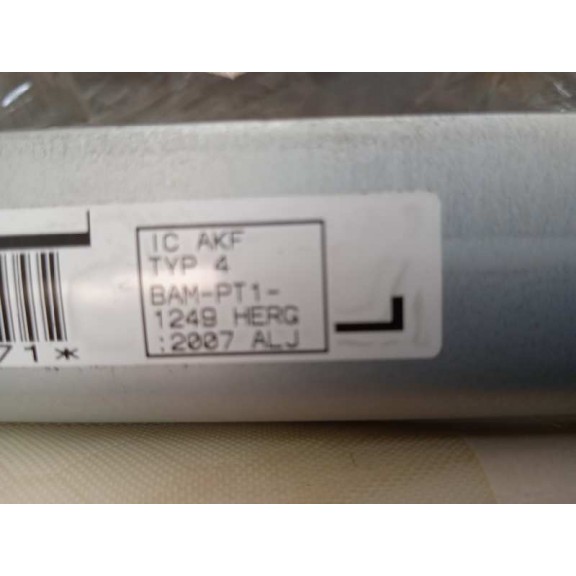 IC AKF
TYP 4
BAM-PT1-
1249 HERG
:2007 ALJ
71*